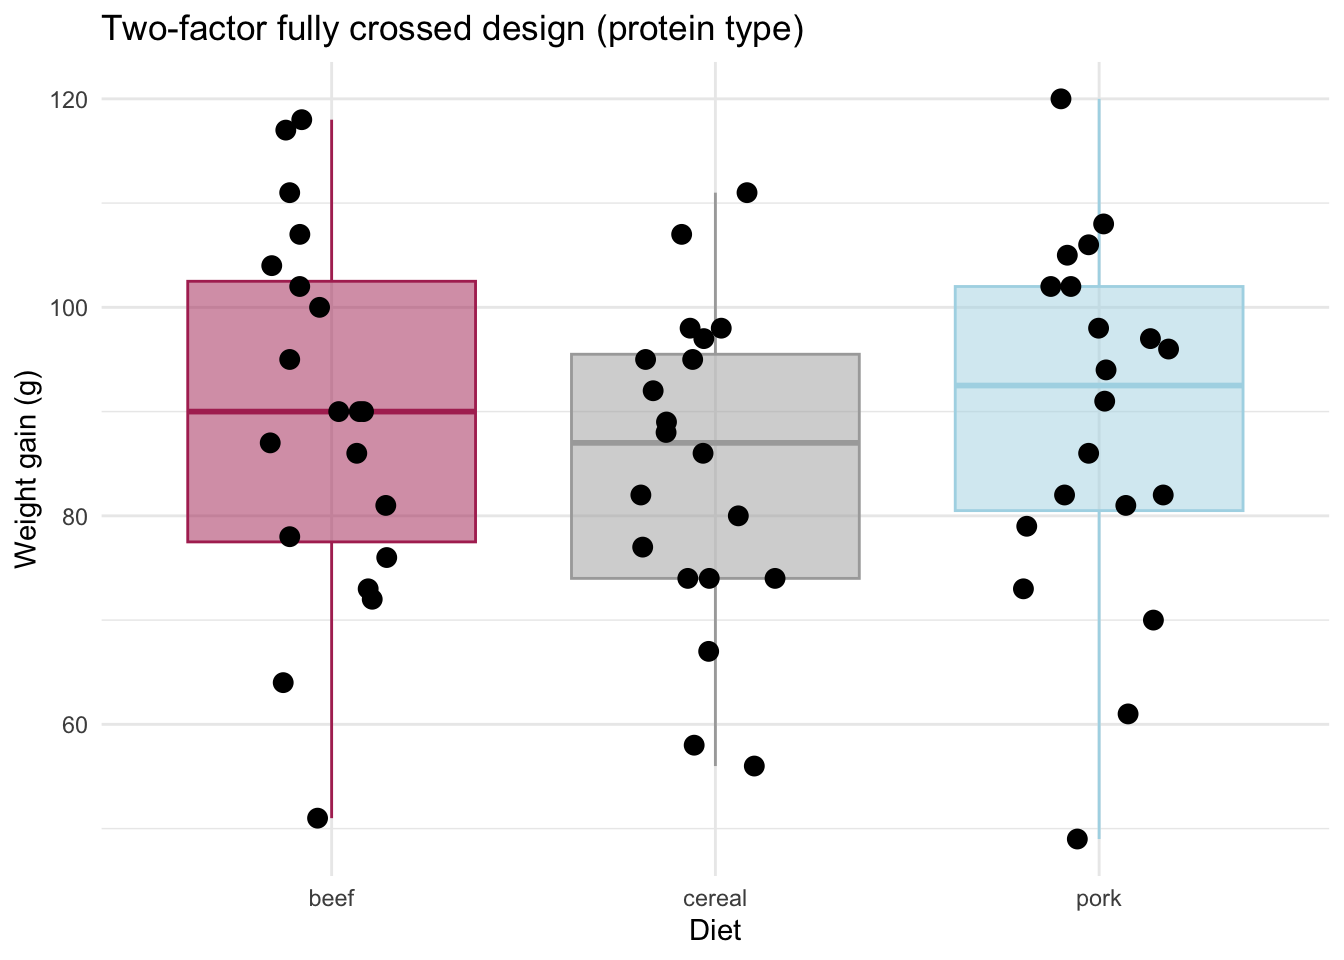 Two-factor fully crossed design (protein type)
120
100
80
60
Weight gain (g)
beef
cereal
pork
Diet